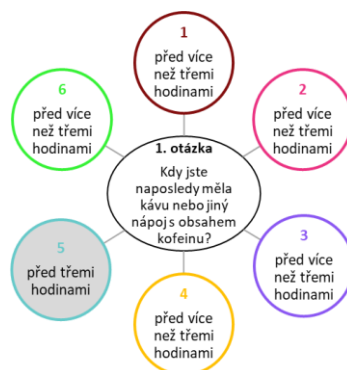 1
před více
než třemi
hodinami
2
před více
než třemi
hodinami
3
před více
než třemi
hodinami
4
před více
než třemi
hodinami
5
před třemi
hodinami
6
před více
než třemi
hodinami
1. otázka
Kdy jste
naposledy měla
kávu nebo jiný
nápoj s obsahem
kofeinu?